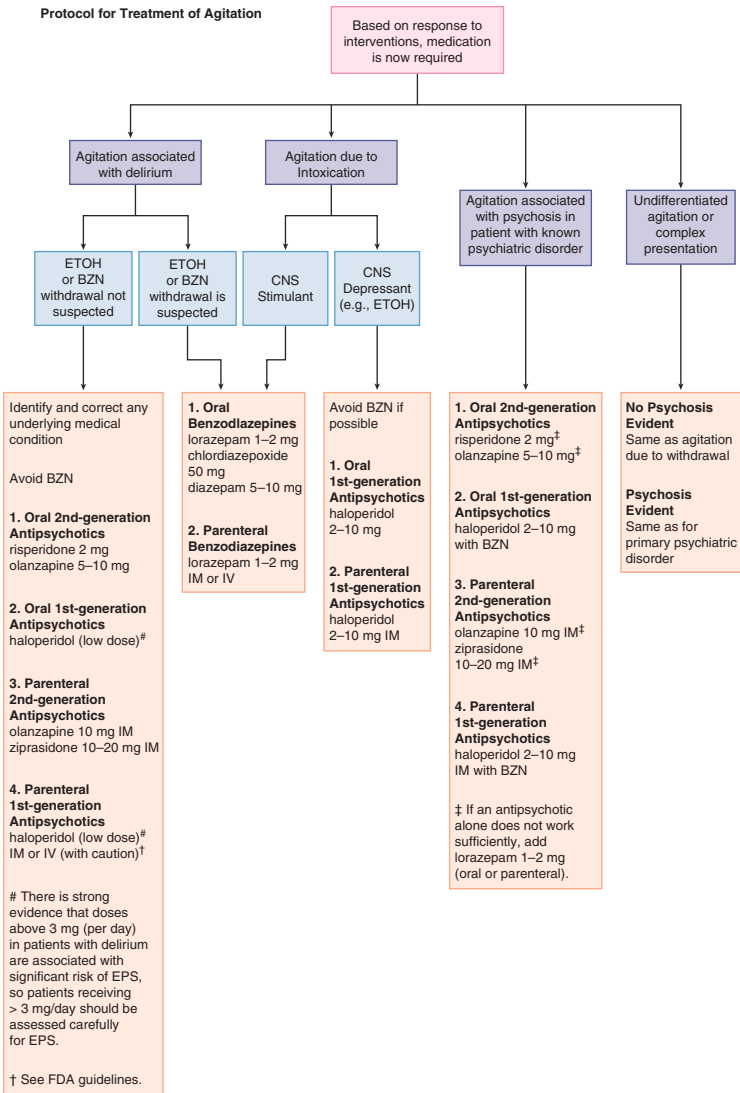 Protocol for Treatment of Agitation
Based on response to
interventions, medication
is now required
Agitation associated
with delirium
Agitation due to
Intoxication
Agitation associated
with psychosis in
patient with known
psychiatric disorder
Undifferentiated
agitation or
complex
presentation
ETOH
or BZN
withdrawal not
suspected
ETOH
or BZN
withdrawal is
suspected
CNS
Stimulant
CNS
Depressant
(e.g., ETOH)
Identify and correct any
underlying medical
condition
Avoid BZN
1. Oral 2nd-generation
Antipsychotics
risperidone 2 mg
olanzapine 5–10 mg
2. Oral 1st-generation
Antipsychotics
haloperidol (low dose)#
3. Parenteral
2nd-generation
Antipsychotics
olanzapine 10 mg IM
ziprasidone 10–20 mg IM
4. Parenteral
1st-generation
Antipsychotics
haloperidol (low dose)#
IM or IV (with caution)†
# There is strong
evidence that doses
above 3 mg (per day)
in patients with delirium
are associated with
significant risk of EPS,
so patients receiving
> 3 mg/day should be
assessed carefully
for EPS.
† See FDA guidelines.
1. Oral
Benzodlazepines
lorazepam 1–2 mg
chlordiazepoxide
50 mg
diazepam 5–10 mg
2. Parenteral
Benzodiazepines
lorazepam 1–2 mg
IM or IV
Avoid BZN if
possible
1. Oral
1st-generation
Antipsychotics
haloperidol
2–10 mg
2. Parenteral
1st-generation
Antipsychotics
haloperidol
2–10 mg IM
1. Oral 2nd-generation
Antipsychotics
risperidone 2 mg‡
olanzapine 5–10 mg‡
2. Oral 1st-generation
Antipsychotics
haloperidol 2–10 mg
with BZN
3. Parenteral
2nd-generation
Antipsychotics
olanzapine 10 mg IM‡
ziprasidone
10–20 mg IM‡
4. Parenteral
1st-generation
Antipsychotics
haloperidol 2–10 mg
IM with BZN
‡ If an antipsychotic
alone does not work
sufficiently, add
lorazepam 1–2 mg
(oral or parenteral).
No Psychosis
Evident
Same as agitation
due to withdrawal
Psychosis
Evident
Same as for
primary psychiatric
disorder